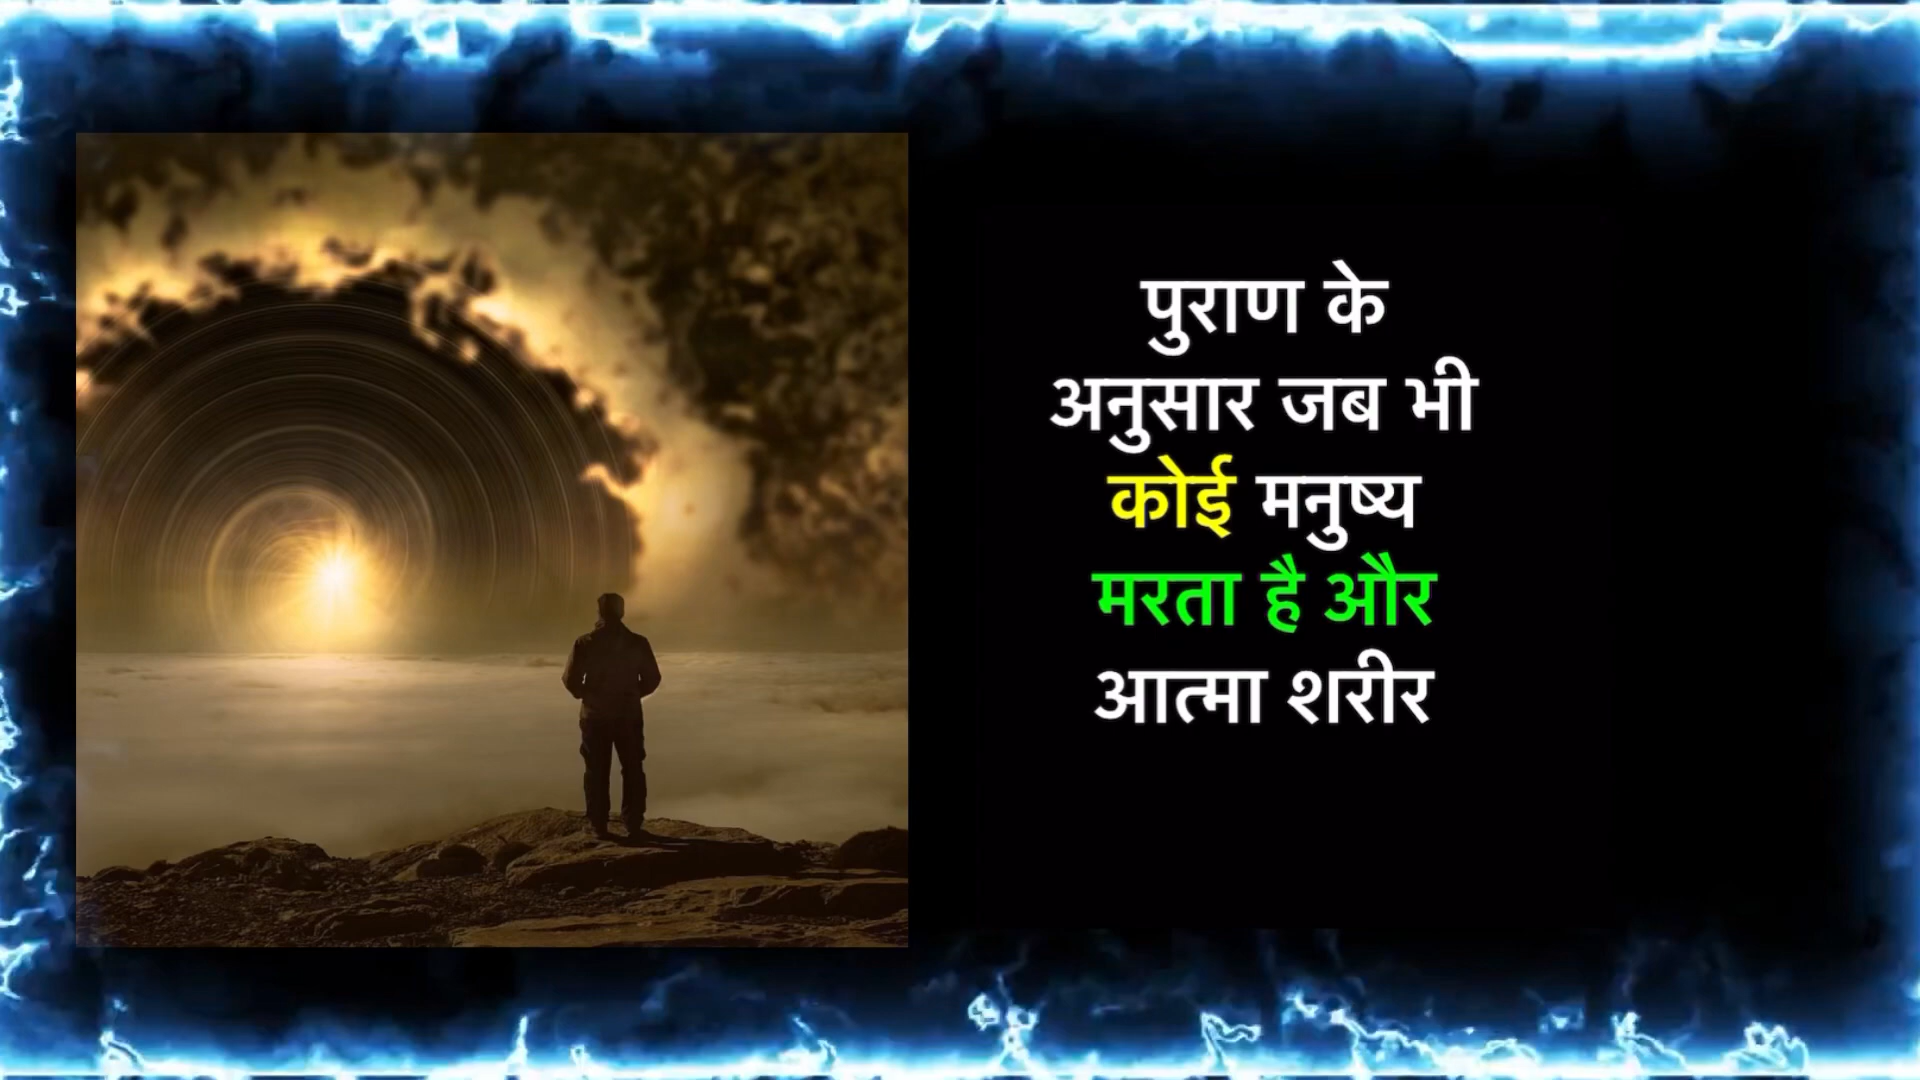 पुराण के
अनुसार जब भी
कोई मनुष्य
मरता है और
आत्मा शरीर